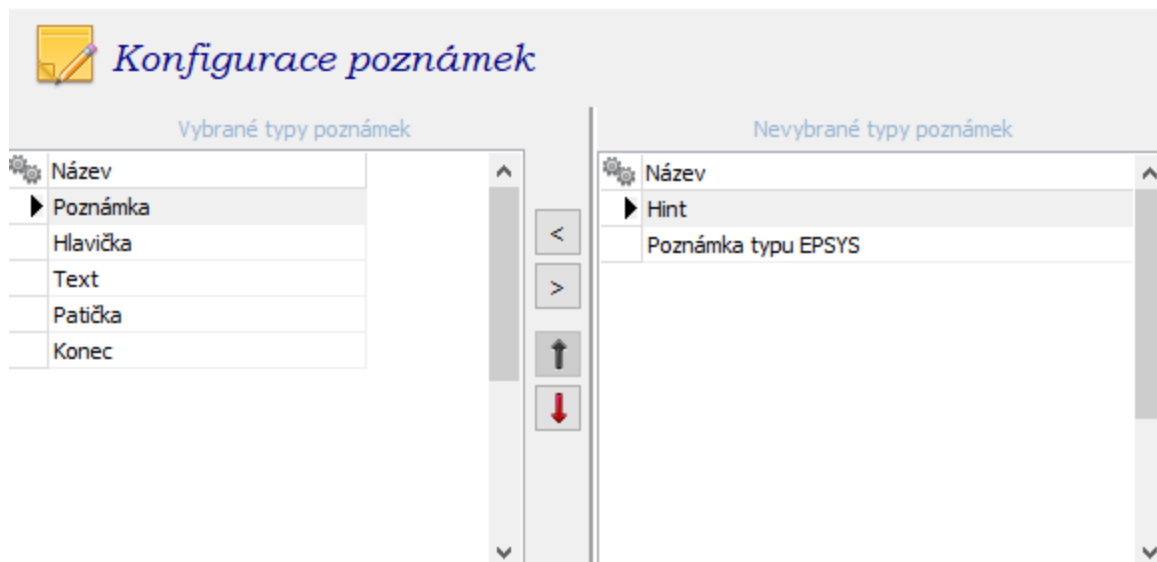 Konfigurace poznámek
Vybrané typy poznámek
Název
Poznámka
Hlavička
Text
Patička
Konec
<
>
Nevybrané typy poznámek
Název
Hint
Poznámka typu EPSYS